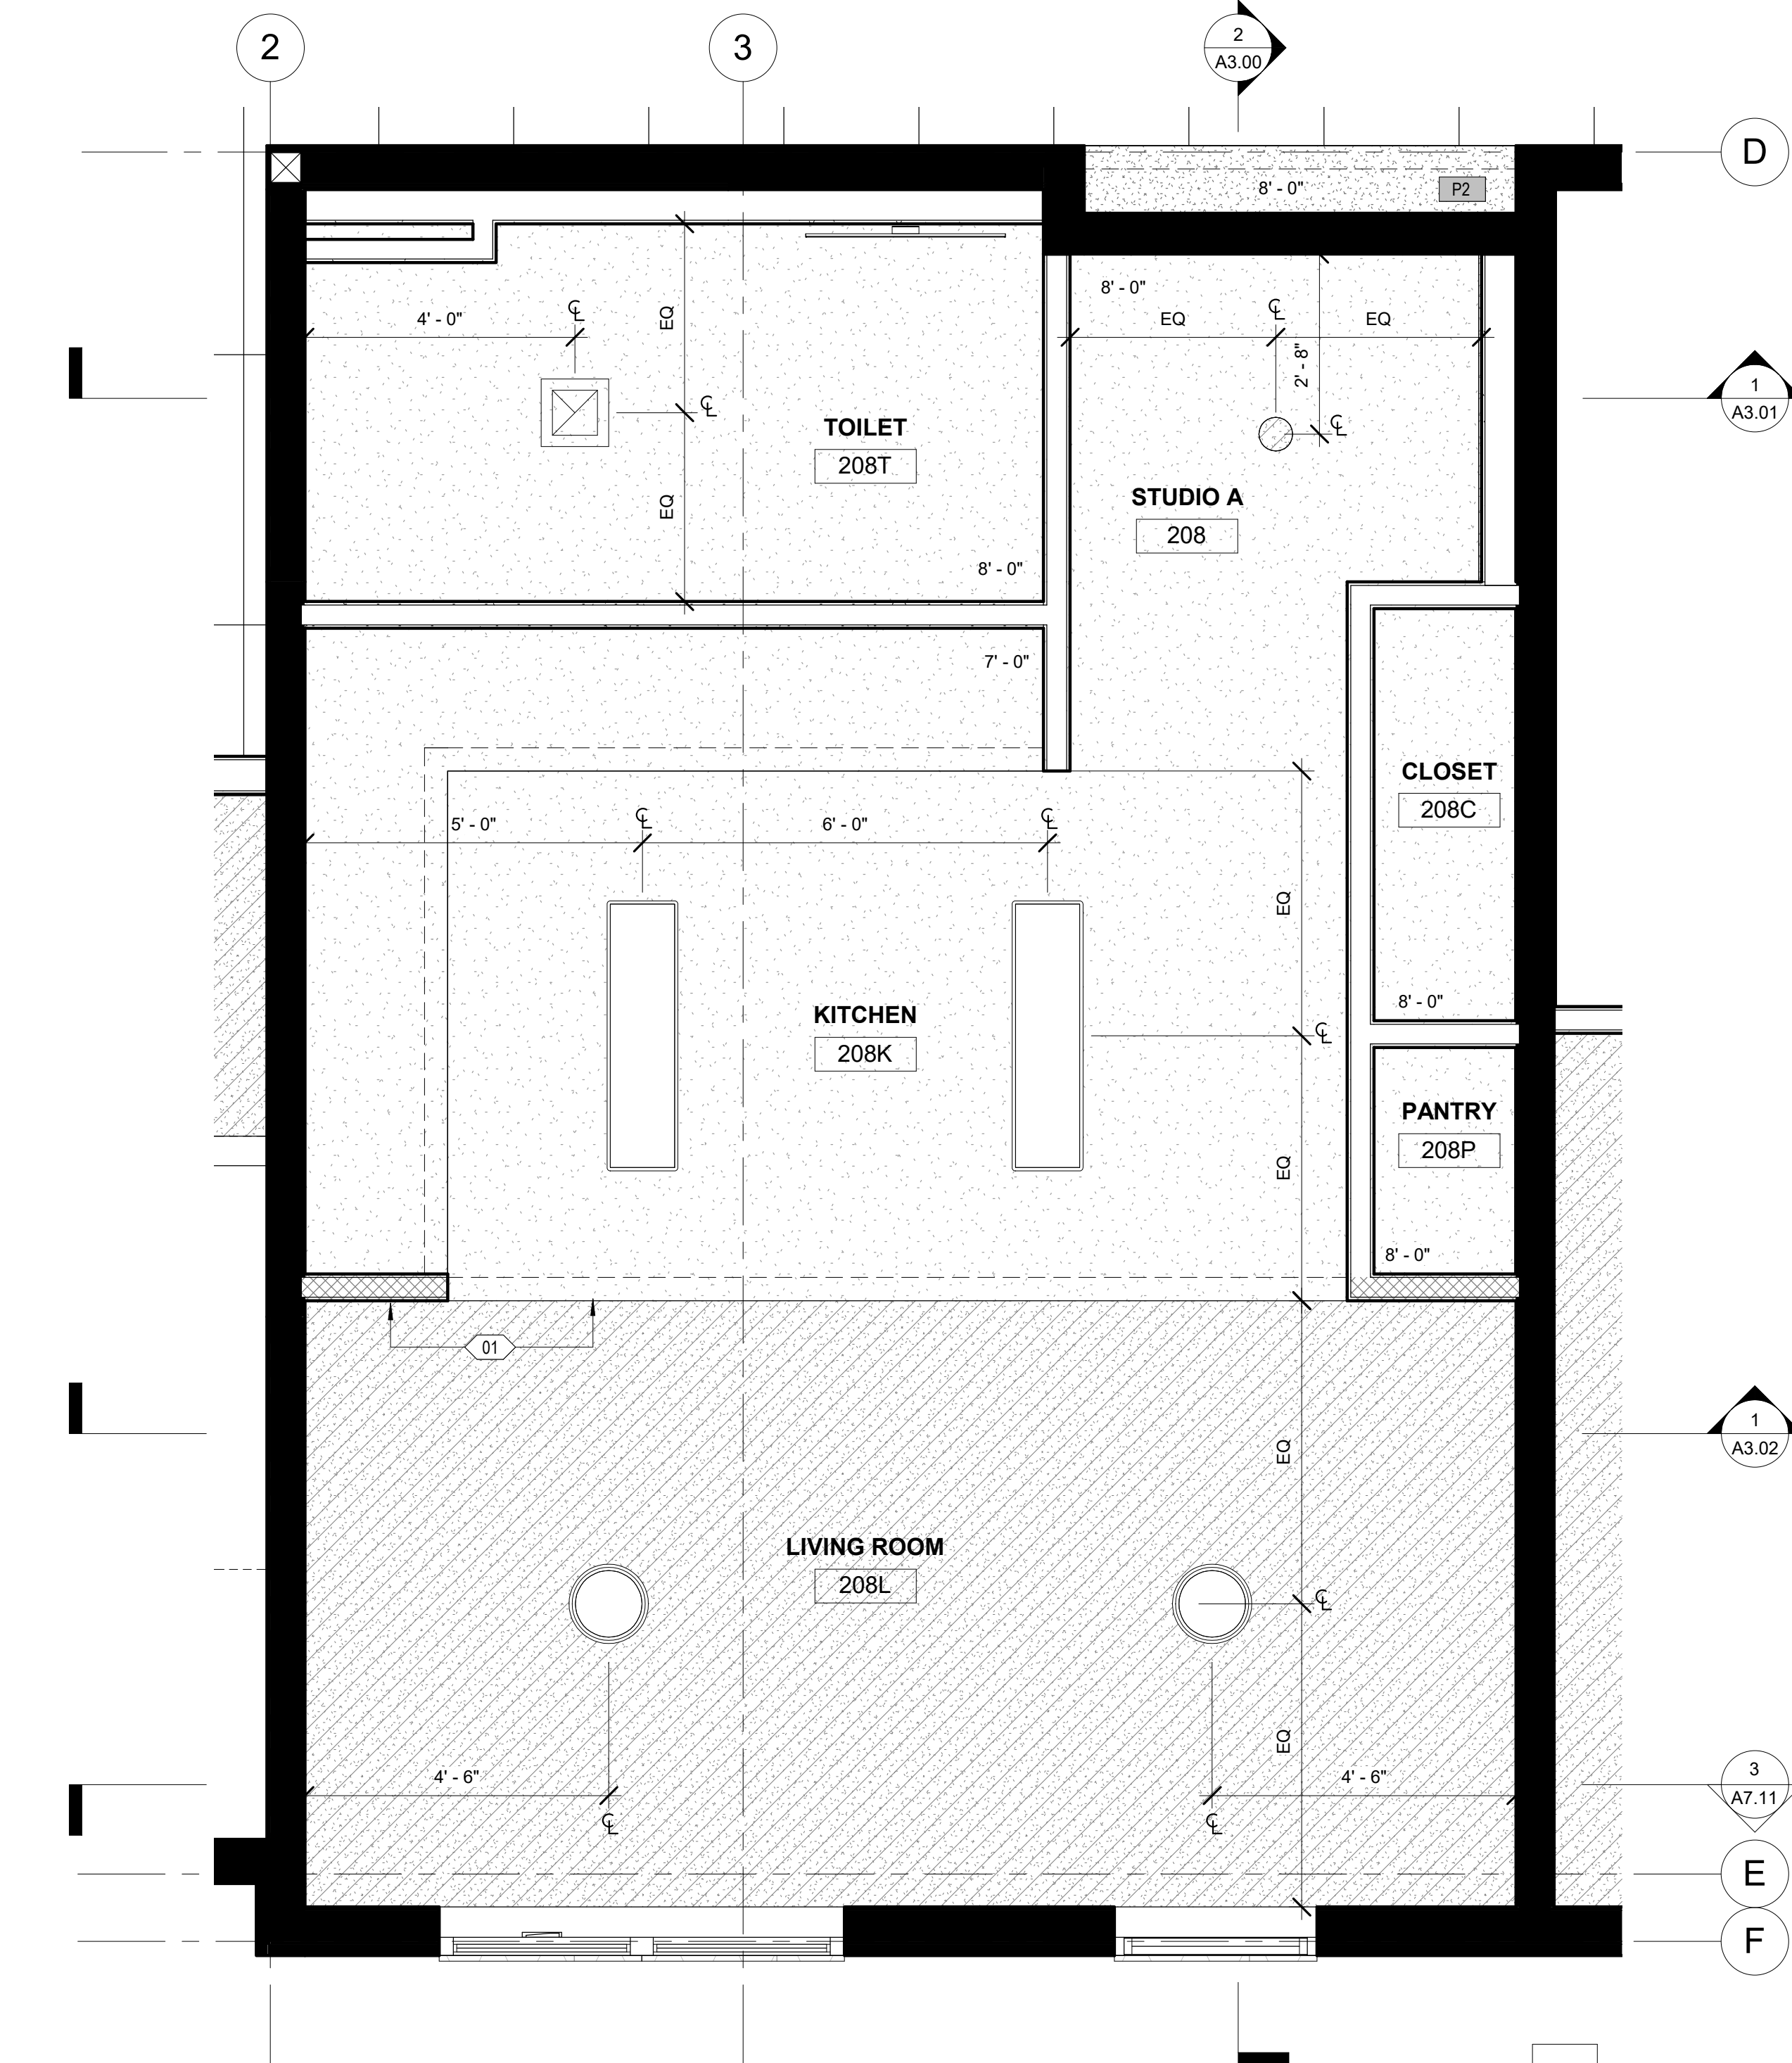 2
3
2
A3.00
D
8' - 0"
P2
8' - 0"
4' - 0"
℄
EQ
EQ
℄
EQ
2' - 8"
1
A3.01
℄
℄
TOILET
208T
STUDIO A
208
EQ
8' - 0"
7' - 0"
CLOSET
208C
5' - 0"
℄
6' - 0"
℄
EQ
8' - 0"
KITCHEN
208K
℄
PANTRY
208P
EQ
8' - 0"
01
1
A3.02
EQ
LIVING ROOM
208L
℄
EQ
4' - 6"
4' - 6"
3
A7.11
℄
℄
E
F